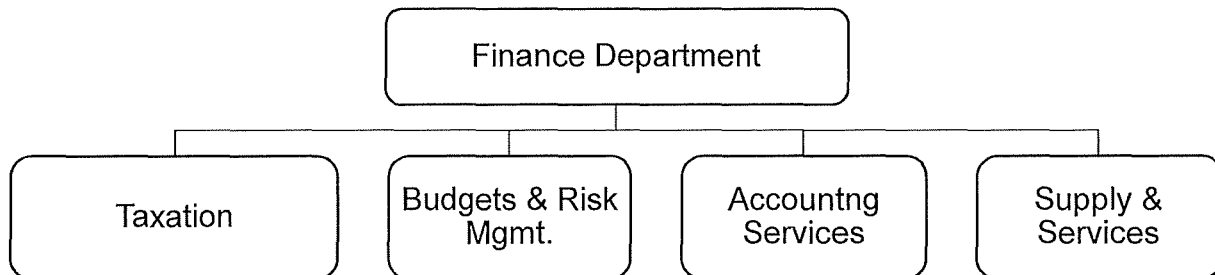 Finance Department
Taxation
Budgets & Risk
Mgmt.
Accountng
Services
Supply &
Services